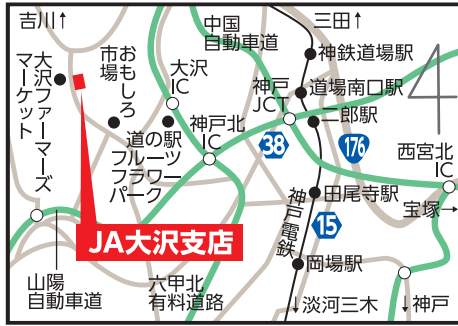 吉川↑
中国
自動車道
三田↑
神鉄道場駅
大沢ファーマーズ
マーケット
おもしろ
市場
大沢
IC
神戸
JCT
道場南口駅
二郎駅
4
道の駅
フルーツ
フラワー
パーク
神戸北
IC
38
176
西宮北
IC
宝塚→
田尾寺駅
神戸電鉄
15
JA大沢支店
岡場駅
山陽
自動車道
六甲北
有料道路
↓淡河三木
↓神戸